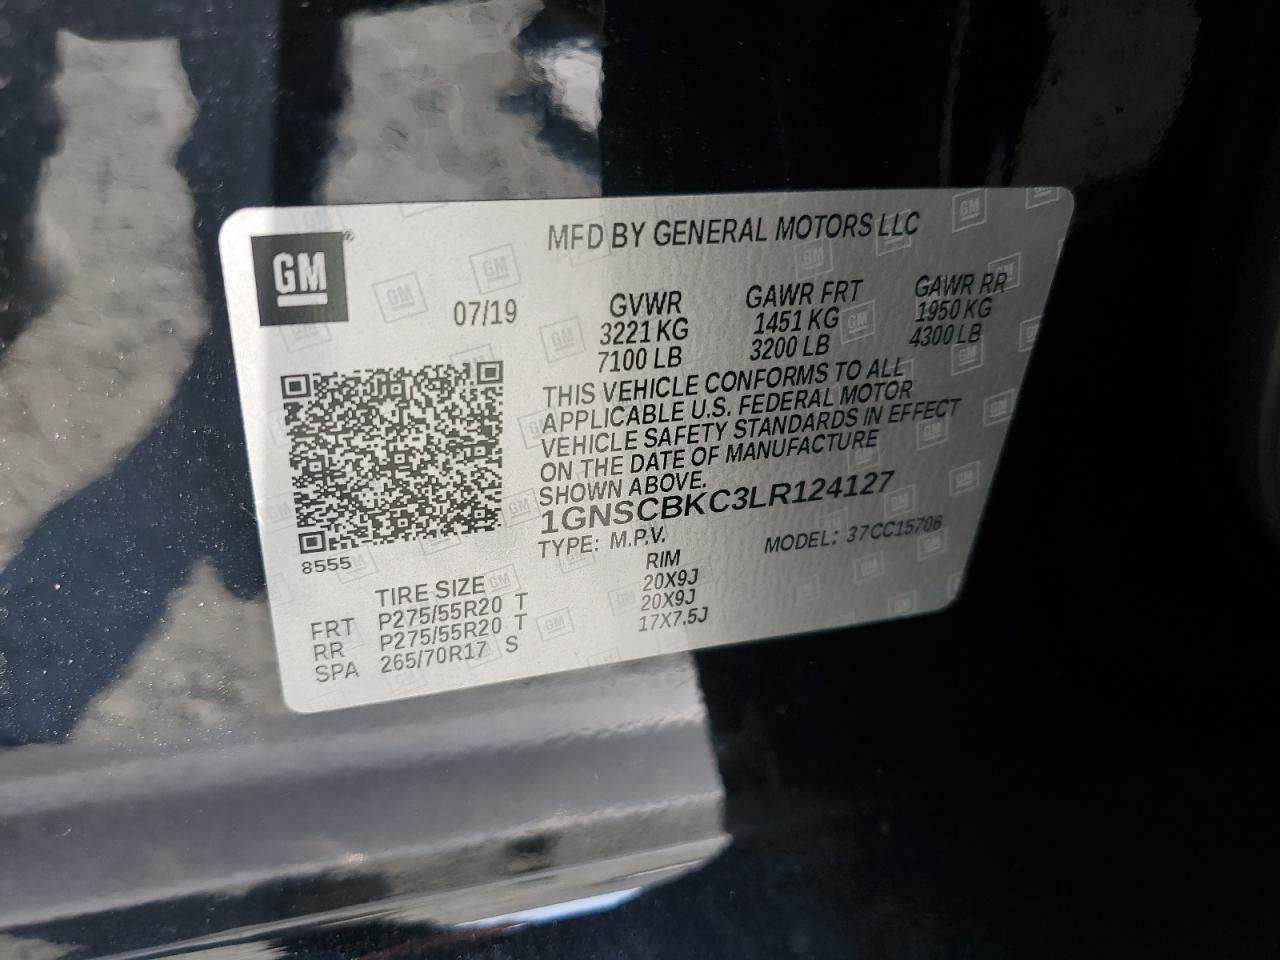 GM
MFD BY GENERAL MOTORS LLC
07/19
GVWR GAWR FRT GAWR RR
3221 KG 1451 KG 1950 KG
7100 LB 3200 LB 4300 LB
THIS VEHICLE CONFORMS TO ALL
APPLICABLE U.S. FEDERAL MOTOR
VEHICLE SAFETY STANDARDS IN EFFECT
ON THE DATE OF MANUFACTURE
SHOWN ABOVE.
1GNSCBKC3LR124127
TYPE: M.P.V. MODEL: 37CC15706
8555
TIRE SIZE RIM
FRT P275/55R20 T 20X9J
RR P275/55R20 T 20X9J
SPA 265/70R17 S 17X7.5J